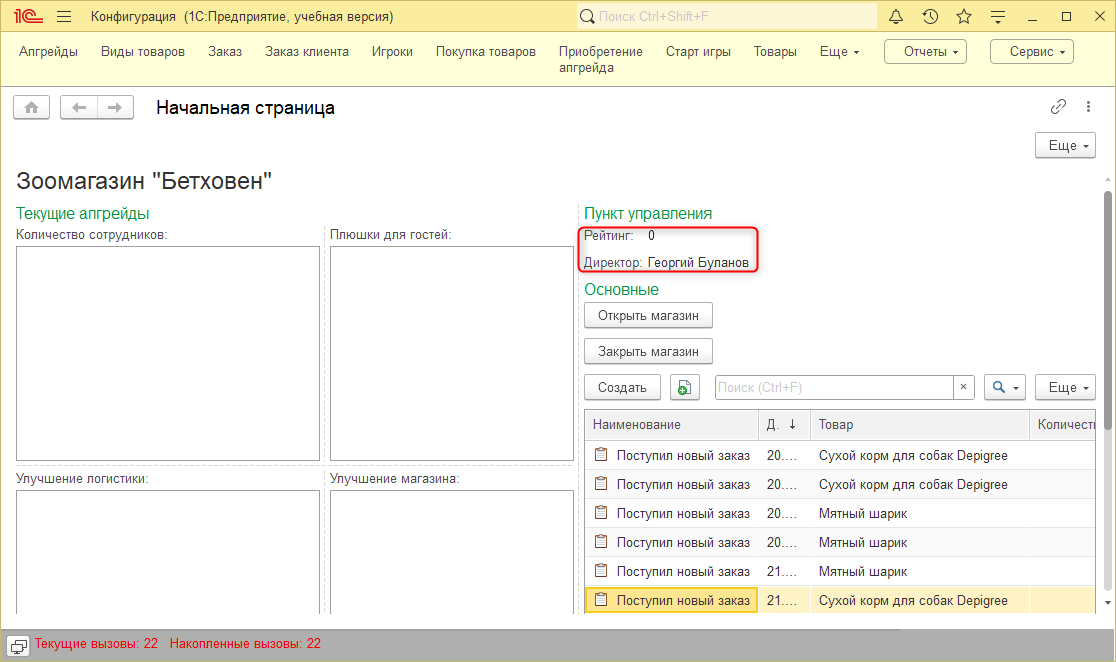 1С Конфигурация (1С:Предприятие, учебная версия) Поиск Ctrl+Shift+F
Апгрейды Виды товаров Заказ Заказ клиента Игроки Покупка товаров Приобретение апгрейда Старт игры Товары Еще Отчеты Сервис
Начальная страница
Еще
Зоомагазин "Бетховен"
Текущие апгрейды
Количество сотрудников: Плюшки для гостей:
Улучшение логистики: Улучшение магазина:
Пункт управления
Рейтинг: 0
Директор: Георгий Буланов
Основные
Открыть магазин
Закрыть магазин
Создать Поиск (Ctrl+F) × Еще
Наименование Д. ↓ Товар Количест
Поступил новый заказ 20.... Сухой корм для собак Depigree
Поступил новый заказ 20.... Сухой корм для собак Depigree
Поступил новый заказ 20.... Мятный шарик
Поступил новый заказ 20.... Мятный шарик
Поступил новый заказ 21.... Мятный шарик
Поступил новый заказ 21.... Сухой корм для собак Depigree
Текущие вызовы: 22 Накопленные вызовы: 22